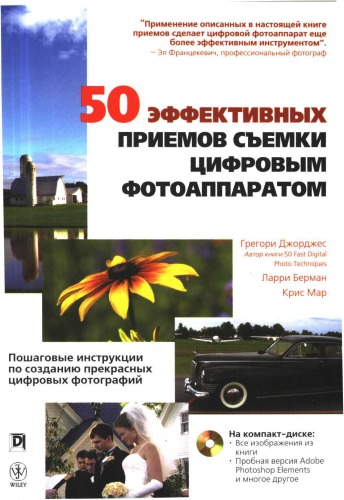 "Применение описанных в настоящей книге
приемов сделает цифровой фотоаппарат еще
более эффективным инструментом".
– Эл Францекевич, профессиональный фотограф
50 ЭФФЕКТИВНЫХ
ПРИЕМОВ СЪЕМКИ
ЦИФРОВЫМ
ФОТОАППАРАТОМ
Грегори Джорджес
Автор книги 50 Fast Digital
Photo Techniques
Ларри Берман
Крис Мар
Пошаговые инструкции
по созданию прекрасных
цифровых фотографий
На компакт–диске:
• Все изображения из
книги
• Пробная версия Adobe
Photoshop Elements
и многое другое
WILEY